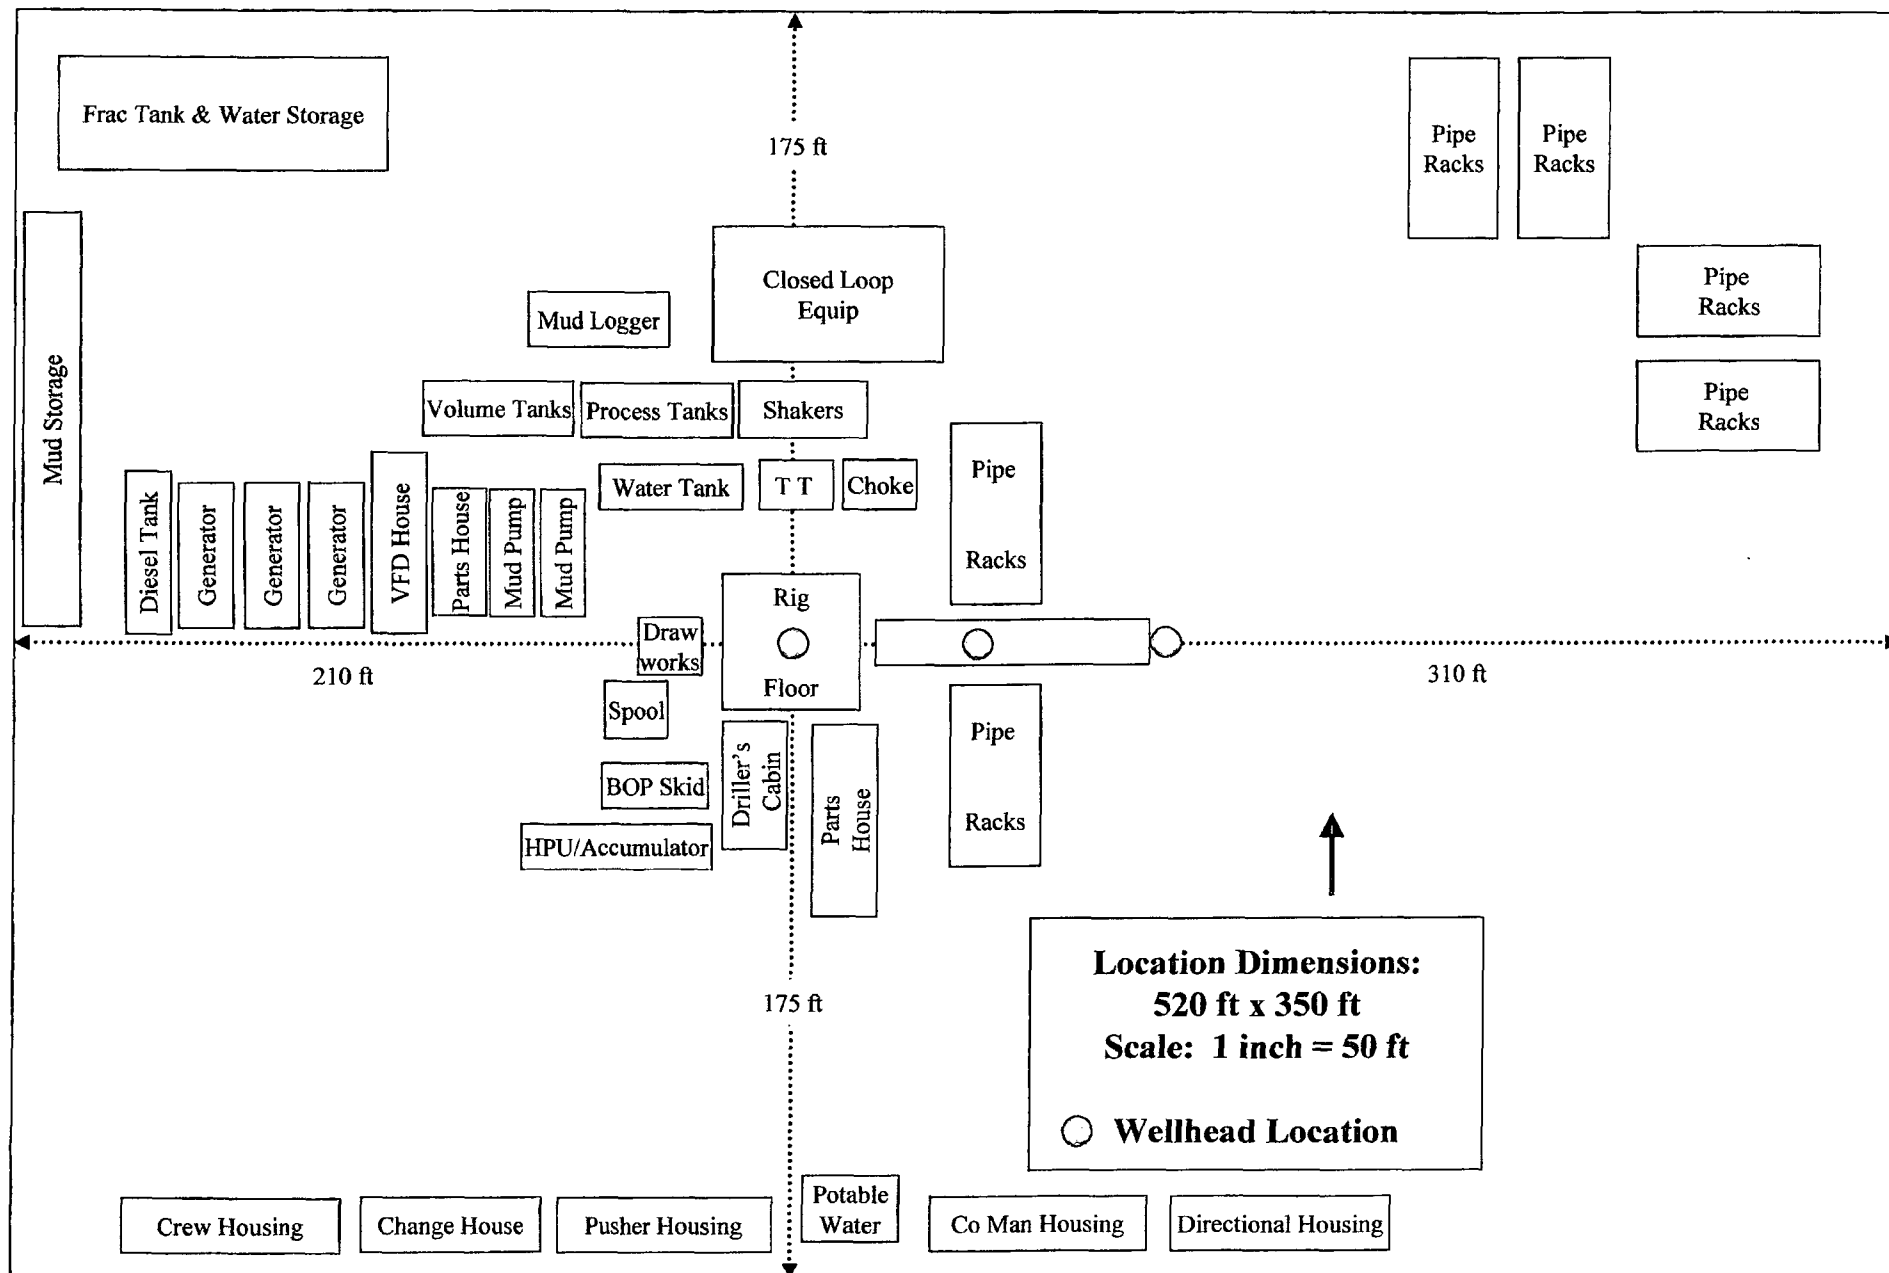 Frac Tank & Water Storage
175 ft
Pipe
Racks
Pipe
Racks
Mud Storage
Closed Loop
Equip
Mud Logger
Pipe
Racks
Pipe
Racks
Volume Tanks
Process Tanks
Shakers
Water Tank
T T
Choke
Pipe
Racks
Diesel Tank
Generator
Generator
Generator
VFD House
Parts House
Mud Pump
Mud Pump
Rig
Floor
Draw
works
210 ft
310 ft
Spool
BOP Skid
HPU/Accumulator
Driller's
Cabin
Parts
House
Pipe
Racks
175 ft
Location Dimensions:
520 ft x 350 ft
Scale: 1 inch = 50 ft
Wellhead Location
Crew Housing
Change House
Pusher Housing
Potable
Water
Co Man Housing
Directional Housing